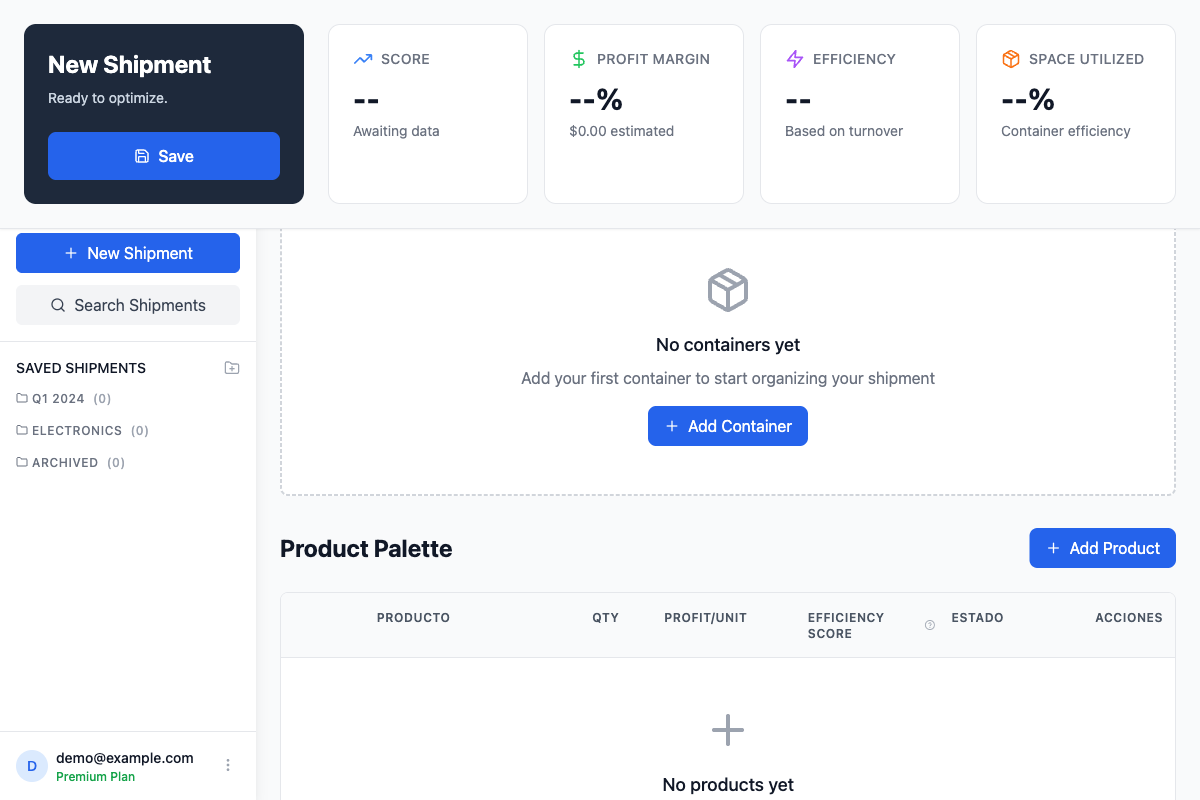 New Shipment
Ready to optimize.
Save
SCORE
--
Awaiting data
PROFIT MARGIN
--%
$0.00 estimated
EFFICIENCY
--
Based on turnover
SPACE UTILIZED
--%
Container efficiency
New Shipment
Search Shipments
SAVED SHIPMENTS
Q1 2024 (0)
ELECTRONICS (0)
ARCHIVED (0)
D
demo@example.com
Premium Plan
No containers yet
Add your first container to start organizing your shipment
Add Container
Product Palette
Add Product
PRODUCTO
QTY
PROFIT/UNIT
EFFICIENCY
SCORE
ESTADO
ACCIONES
No products yet